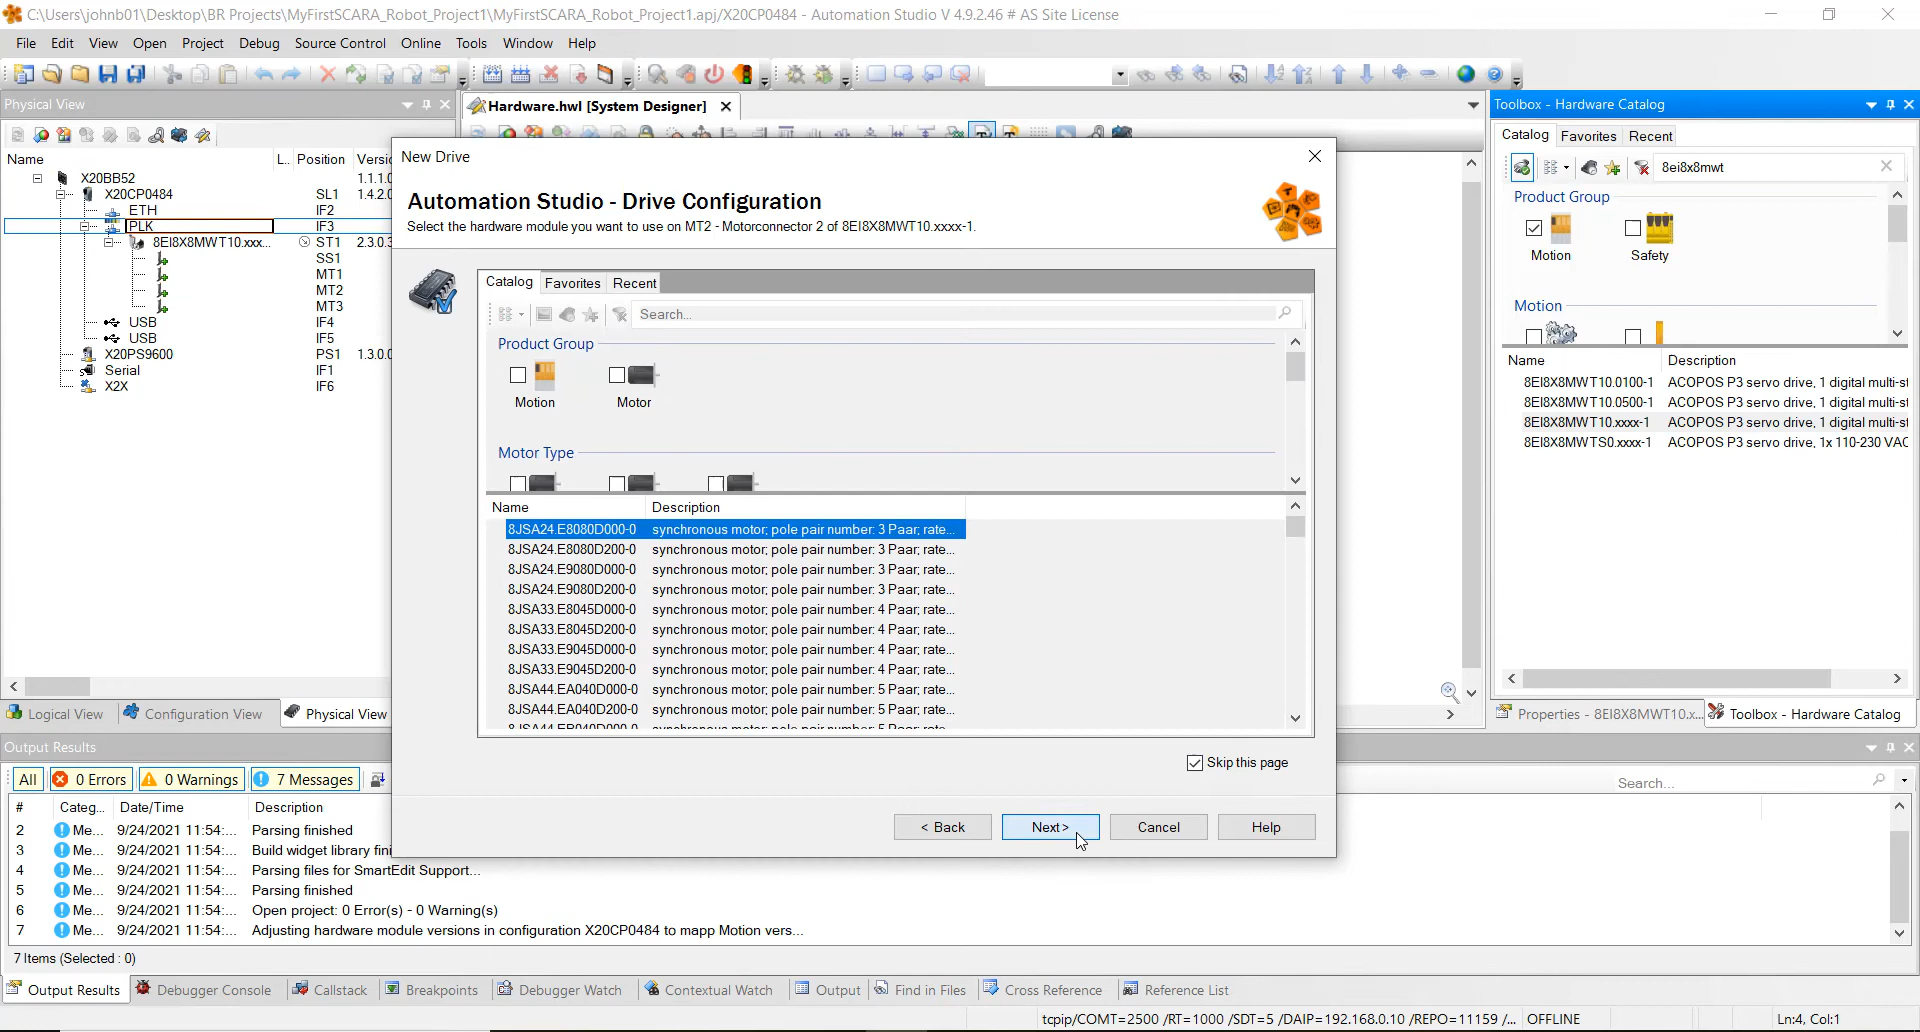 C:\Users\johnb01\Desktop\BR Projects\MyFirstSCARA_Robot_Project1\MyFirstSCARA_Robot_Project1.apj/X20CP0484 - Automation Studio V 4.9.2.46 # AS Site License
File Edit View Open Project Debug Source Control Online Tools Window Help
Physical View
Name L.. Position Versio
X20BB52 1.1.1.0
X20CP0484 SL1 1.4.2.0
ETH IF2
PLK IF3
8EI8X8MWT10.xxx... ST1 2.3.0.3
SS1
MT1
MT2
MT3
USB IF4
USB IF5
X20PS9600 PS1 1.3.0.0
Serial IF1
X2X IF6
Logical View Configuration View Physical View
Hardware.hwl [System Designer]
New Drive
Automation Studio - Drive Configuration
Select the hardware module you want to use on MT2 - Motorconnector 2 of 8EI8X8MWT10.xxxx-1.
Catalog Favorites Recent
Search...
Product Group
Motion Motor
Motor Type
Name Description
8JSA24.E8080D000-0 synchronous motor; pole pair number: 3 Paar; rate...
8JSA24.E8080D200-0 synchronous motor; pole pair number: 3 Paar; rate...
8JSA24.E9080D000-0 synchronous motor; pole pair number: 3 Paar; rate...
8JSA24.E9080D200-0 synchronous motor; pole pair number: 3 Paar; rate...
8JSA33.E8045D000-0 synchronous motor; pole pair number: 4 Paar; rate...
8JSA33.E8045D200-0 synchronous motor; pole pair number: 4 Paar; rate...
8JSA33.E9045D000-0 synchronous motor; pole pair number: 4 Paar; rate...
8JSA33.E9045D200-0 synchronous motor; pole pair number: 4 Paar; rate...
8JSA44.EA040D000-0 synchronous motor; pole pair number: 5 Paar; rate...
8JSA44.EA040D200-0 synchronous motor; pole pair number: 5 Paar; rate...
Skip this page
< Back Next > Cancel Help
Toolbox - Hardware Catalog
Catalog Favorites Recent
8ei8x8mwt
Product Group
Motion Safety
Motion
Name Description
8EI8X8MWT10.0100-1 ACOPOS P3 servo drive, 1 digital multi-st
8EI8X8MWT10.0500-1 ACOPOS P3 servo drive, 1 digital multi-st
8EI8X8MWT10.xxxx-1 ACOPOS P3 servo drive, 1 digital multi-st
8EI8X8MWTS0.xxxx-1 ACOPOS P3 servo drive, 1x 110-230 VAC
Properties - 8EI8X8MWT10.x... Toolbox - Hardware Catalog
Output Results
All 0 Errors 0 Warnings 7 Messages
Search...
# Categ... Date/Time Description
2 Me... 9/24/2021 11:54:... Parsing finished
3 Me... 9/24/2021 11:54:... Build widget library fini
4 Me... 9/24/2021 11:54:... Parsing files for SmartEdit Support...
5 Me... 9/24/2021 11:54:... Parsing finished
6 Me... 9/24/2021 11:54:... Open project: 0 Error(s) - 0 Warning(s)
7 Me... 9/24/2021 11:54:... Adjusting hardware module versions in configuration X20CP0484 to mapp Motion vers...
7 Items (Selected : 0)
Output Results Debugger Console Callstack Breakpoints Debugger Watch Contextual Watch Output Find in Files Cross Reference Reference List
tcpip/COMT=2500 /RT=1000 /SDT=5 /DAIP=192.168.0.10 /REPO=11159 /... OFFLINE Ln:4, Col:1